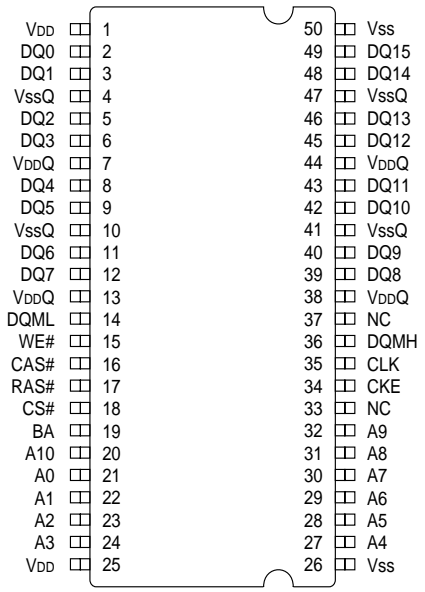 VDD 1 50 Vss
DQ0 2 49 DQ15
DQ1 3 48 DQ14
VssQ 4 47 VssQ
DQ2 5 46 DQ13
DQ3 6 45 DQ12
VDDQ 7 44 VDDQ
DQ4 8 43 DQ11
DQ5 9 42 DQ10
VssQ 10 41 VssQ
DQ6 11 40 DQ9
DQ7 12 39 DQ8
VDDQ 13 38 VDDQ
DQML 14 37 NC
WE# 15 36 DQMH
CAS# 16 35 CLK
RAS# 17 34 CKE
CS# 18 33 NC
BA 19 32 A9
A10 20 31 A8
A0 21 30 A7
A1 22 29 A6
A2 23 28 A5
A3 24 27 A4
VDD 25 26 Vss